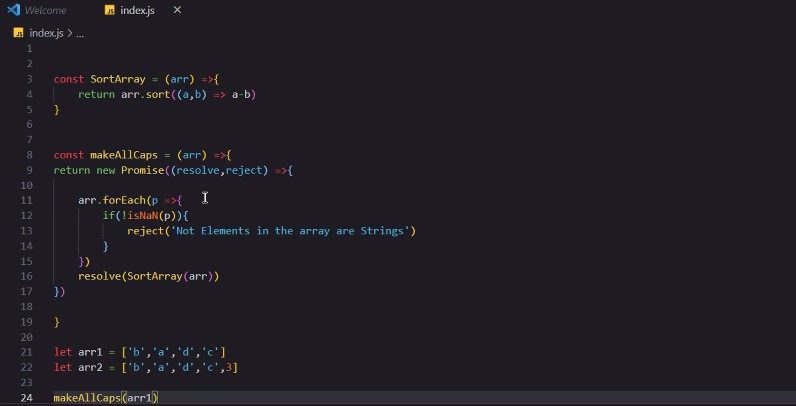 Welcome
JS index.js ×
JS index.js > ...
1
2
3 const SortArray = (arr) =>{
4 return arr.sort((a,b) => a-b)
5 }
6
7
8 const makeAllCaps = (arr) =>{
9 return new Promise((resolve,reject) =>{
10
11 arr.forEach(p =>{
12 if(!isNaN(p)){
13 reject('Not Elements in the array are Strings')
14 }
15 })
16 resolve(SortArray(arr))
17 })
18
19 }
20
21 let arr1 = ['b','a','d','c']
22 let arr2 = ['b','a','d','c',3]
23
24 makeAllCaps(arr1)